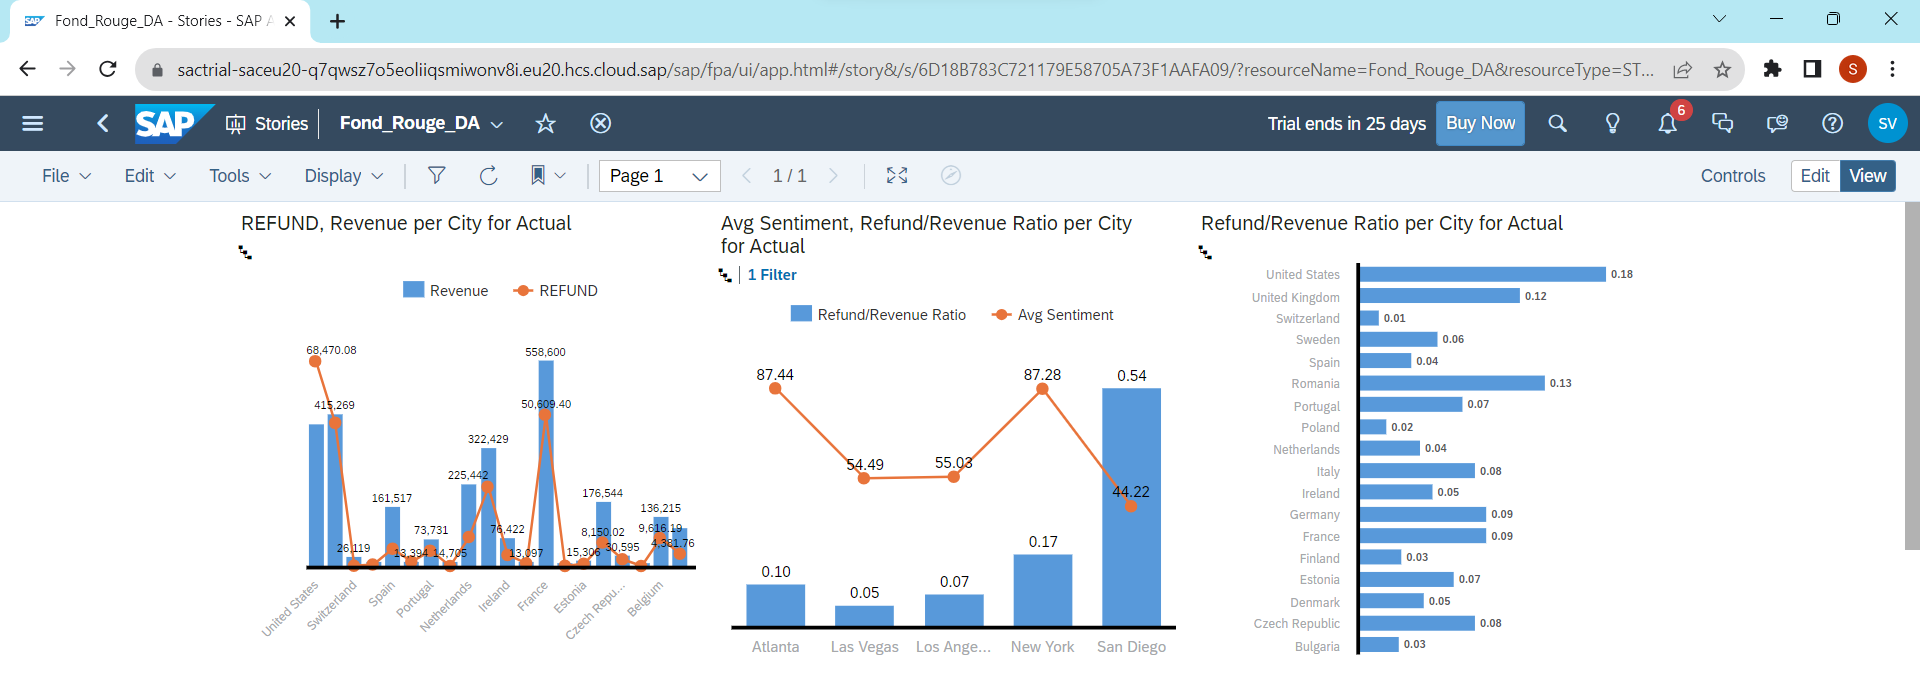 Fond_Rouge_DA - Stories - SAP A
sactrial-saceu20-q7qwsz7o5eoliiqsmiwonv8i.eu20.hcs.cloud.sap/sap/fpa/ui/app.html#/story&/s/6D18B783C721179E58705A73F1AAFA09/?resourceName=Fond_Rouge_DA&resourceType=ST...
S
SAP Stories Fond_Rouge_DA Trial ends in 25 days Buy Now 6 SV
File Edit Tools Display Page 1 1 / 1 Controls Edit View
REFUND, Revenue per City for Actual
Revenue REFUND
68,470.08
558,600
415,269
50,609.40
322,429
225,442
176,544
161,517
136,215
73,731
76,422
8,150.02
9,616.19
26,119
13,394
14,705
13,097
15,306
30,595
4,381.76
United States
Switzerland
Spain
Portugal
Netherlands
Ireland
France
Estonia
Czech Repu...
Belgium
Avg Sentiment, Refund/Revenue Ratio per City
for Actual
1 Filter
Refund/Revenue Ratio Avg Sentiment
87.44
54.49
55.03
87.28
0.54
44.22
0.10
0.05
0.07
0.17
Atlanta Las Vegas Los Ange... New York San Diego
Refund/Revenue Ratio per City for Actual
United States 0.18
United Kingdom 0.12
Switzerland 0.01
Sweden 0.06
Spain 0.04
Romania 0.13
Portugal 0.07
Poland 0.02
Netherlands 0.04
Italy 0.08
Ireland 0.05
Germany 0.09
France 0.09
Finland 0.03
Estonia 0.07
Denmark 0.05
Czech Republic 0.08
Bulgaria 0.03